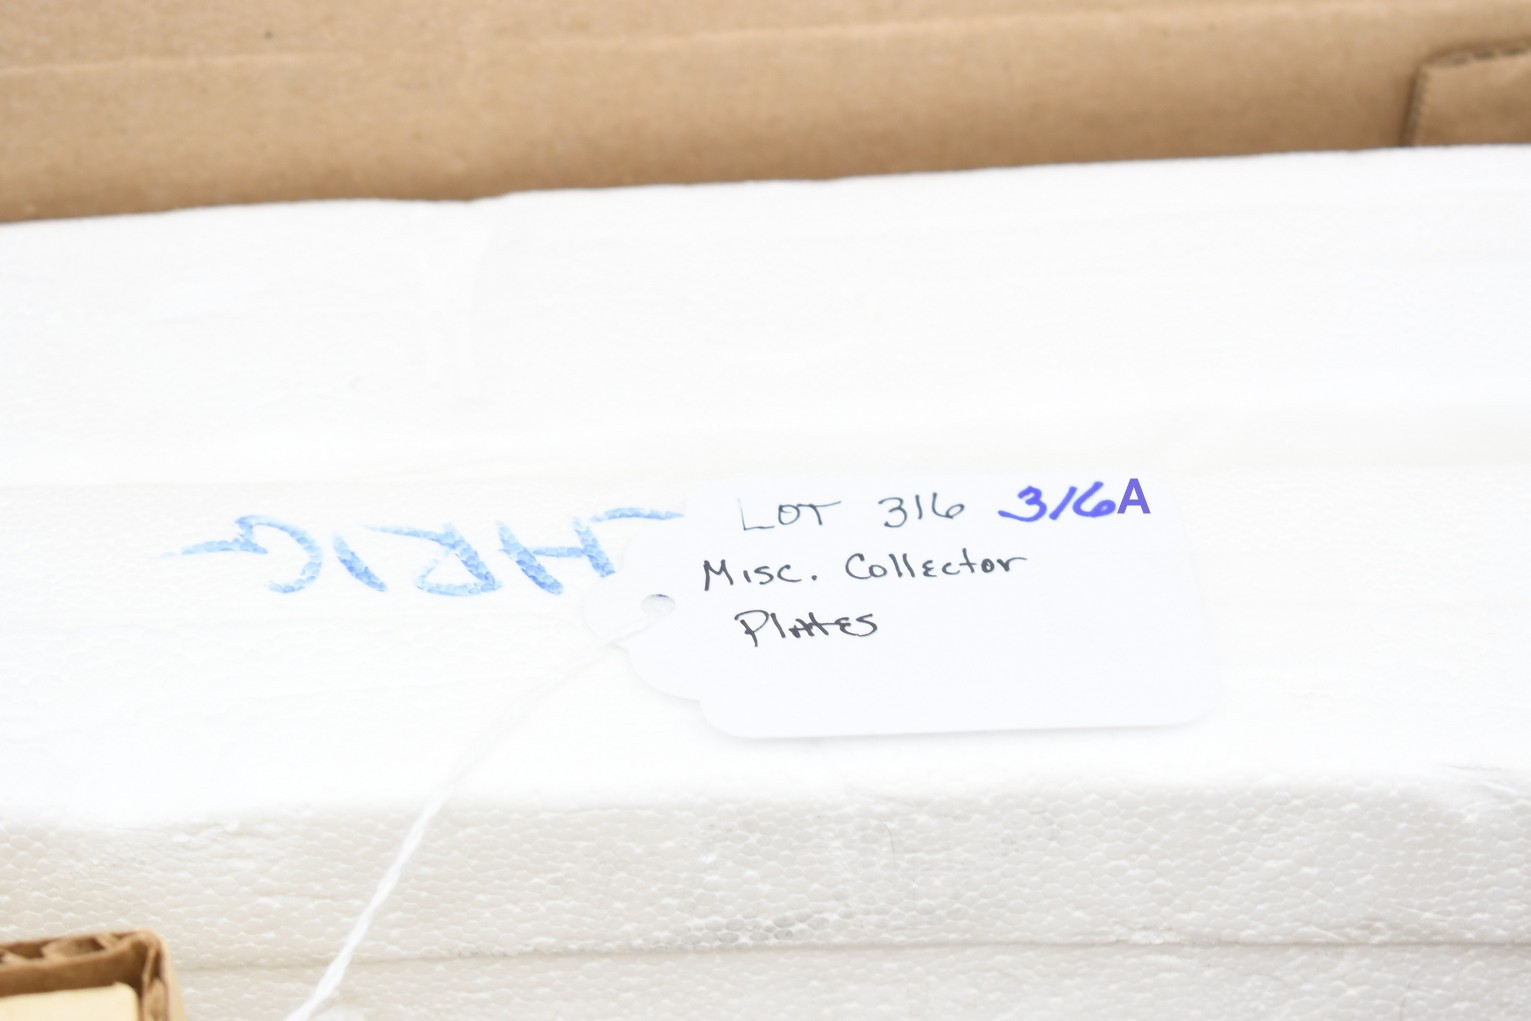 LOT 316 316A
Misc. Collector
Plates